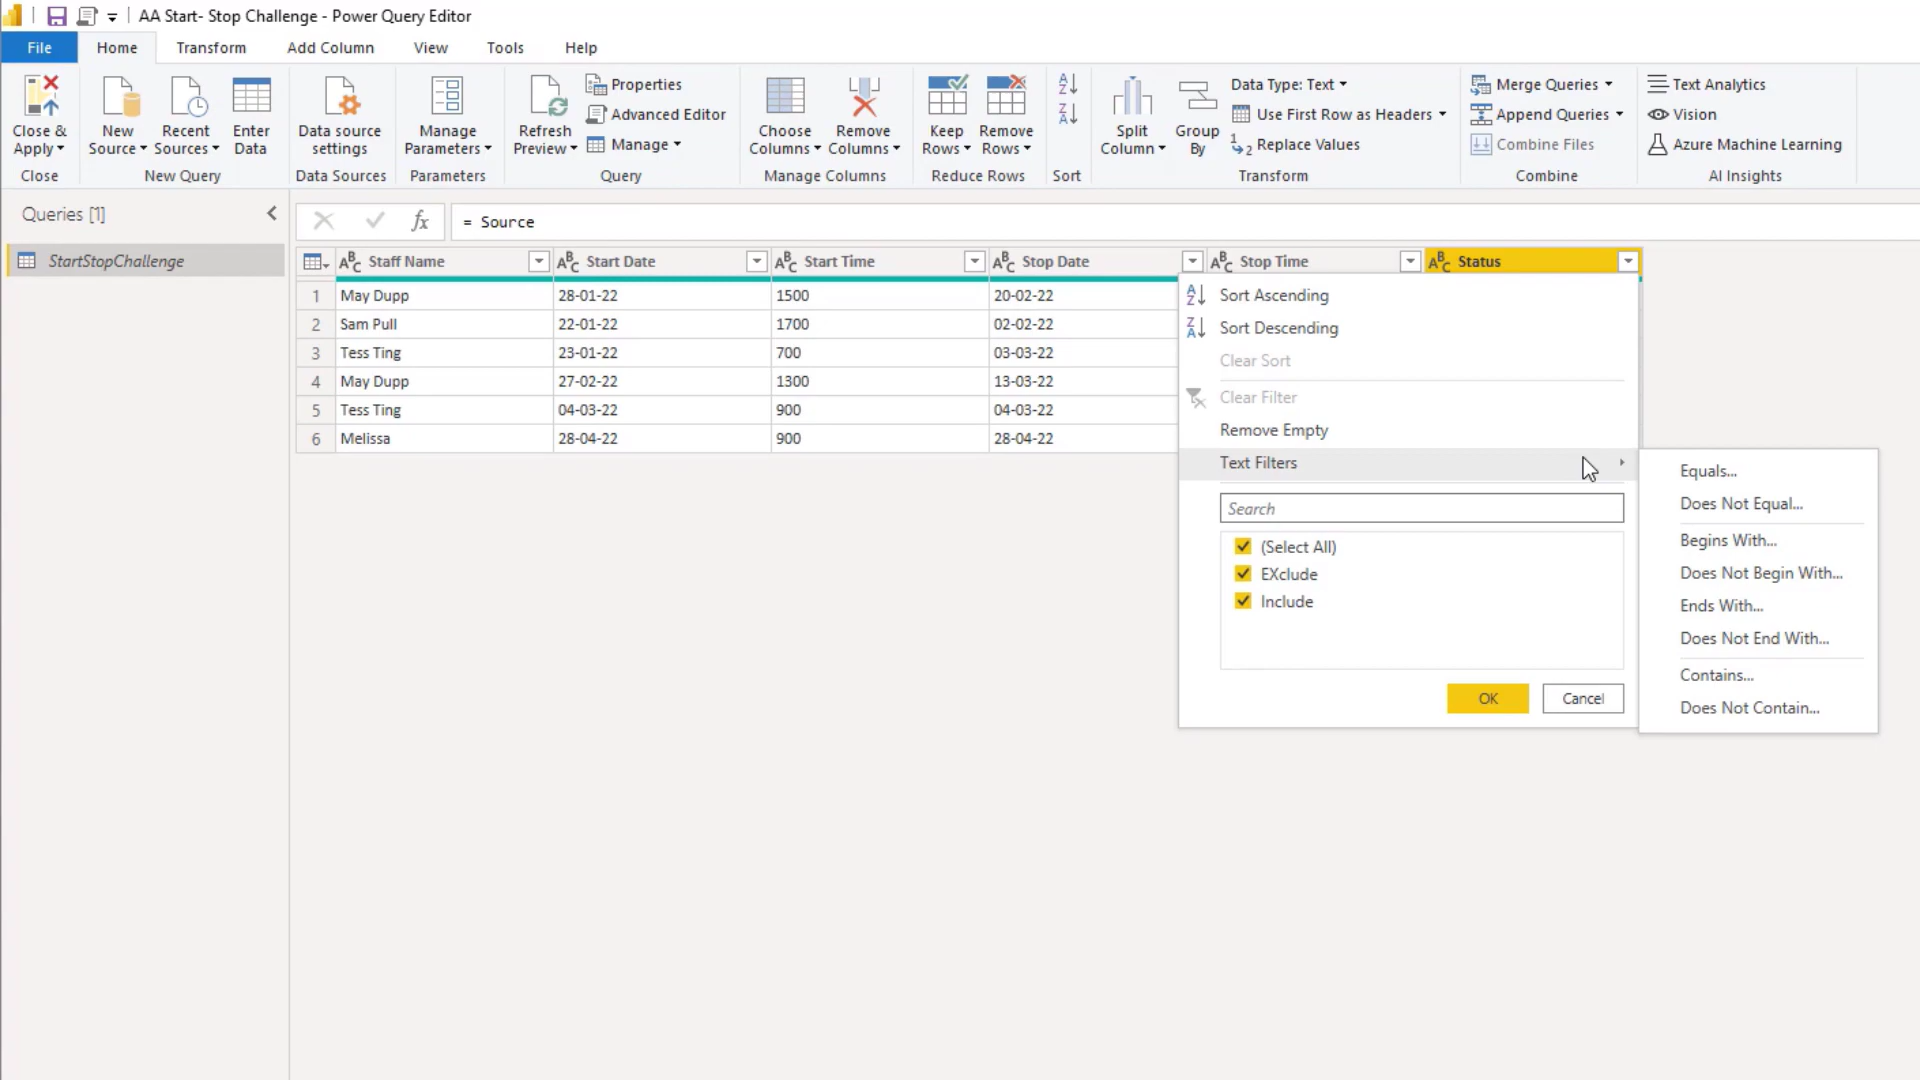 AA Start- Stop Challenge - Power Query Editor
File Home Transform Add Column View Tools Help
Close & Apply
Close
New Source
Recent Sources
Enter Data
New Query
Data source settings
Data Sources
Manage Parameters
Parameters
Refresh Preview
Properties
Advanced Editor
Manage
Query
Choose Columns
Remove Columns
Manage Columns
Keep Rows
Remove Rows
Reduce Rows
Sort
Split Column
Group By
Data Type: Text
Use First Row as Headers
Replace Values
Transform
Merge Queries
Append Queries
Combine Files
Combine
Text Analytics
Vision
Azure Machine Learning
AI Insights
Queries [1]
StartStopChallenge
fx = Source
Staff Name Start Date Start Time Stop Date Stop Time Status
1 May Dupp 28-01-22 1500 20-02-22
2 Sam Pull 22-01-22 1700 02-02-22
3 Tess Ting 23-01-22 700 03-03-22
4 May Dupp 27-02-22 1300 13-03-22
5 Tess Ting 04-03-22 900 04-03-22
6 Melissa 28-04-22 900 28-04-22
Sort Ascending
Sort Descending
Clear Sort
Clear Filter
Remove Empty
Text Filters
Search
(Select All)
EXclude
Include
OK Cancel
Equals...
Does Not Equal...
Begins With...
Does Not Begin With...
Ends With...
Does Not End With...
Contains...
Does Not Contain...